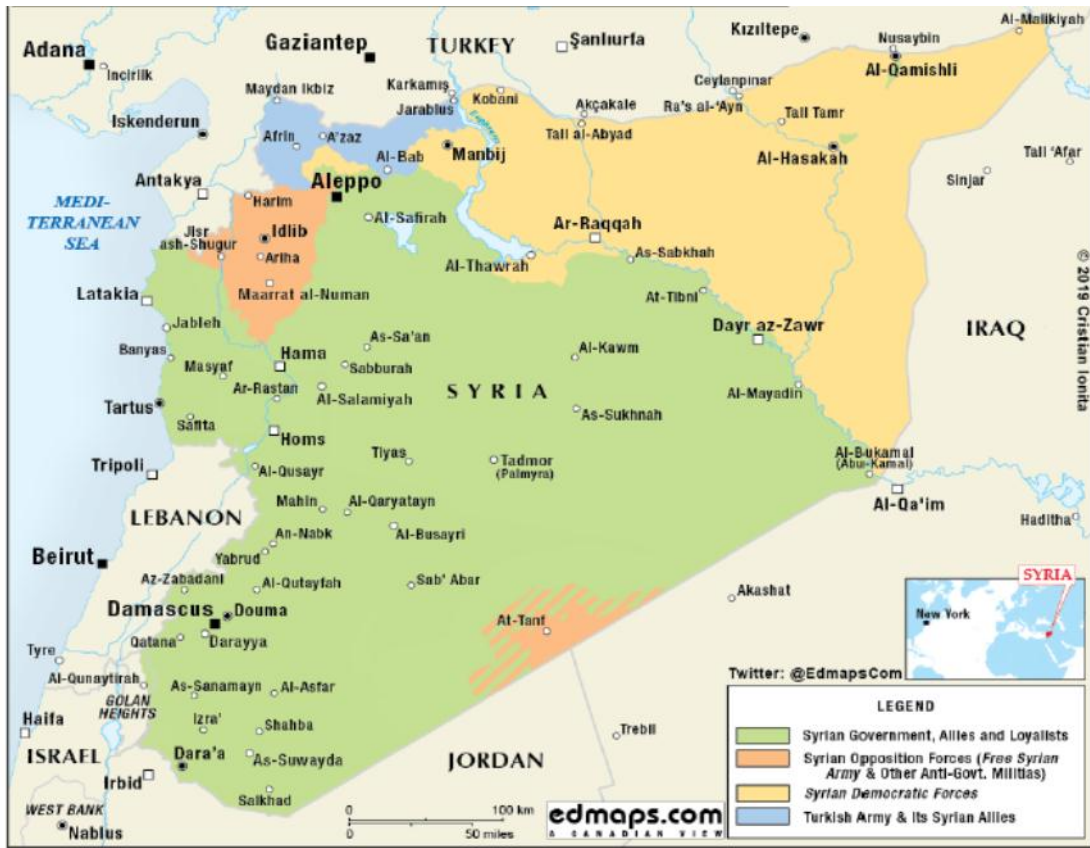 Adana
Incirlik
Gaziantep
TURKEY
Şanlıurfa
Kızıltepe
Nusaybin
Al-Malikiyah
Al-Qamishli
Maydan Ikbiz
Karkamış
Jarablus
Kobani
Akçakale
Tall al-Abyad
Ceylanpınar
Ra's al-'Ayn
Tall Tamr
Iskenderun
Afrin
A'zaz
Al-Bab
Manbij
Euphrates
Al-Hasakah
Tall 'Afar
Sinjar
Antakya
Aleppo
MEDI-
TERRANEAN
SEA
Harim
Idlib
Jisr
ash-Shugur
Ariha
Maarrat al-Numan
Al-Safirah
Ar-Raqqah
Al-Thawrah
As-Sabkhah
At-Tibni
Latakia
Jableh
Banyas
Masyaf
Hama
As-Sa'an
Sabburah
Al-Kawm
Dayr az-Zawr
IRAQ
© 2019 Cristian Ionita
Ar-Rastan
Al-Salamiyah
SYRIA
Al-Mayadin
Tartus
Safita
Homs
As-Sukhnah
Tripoli
Al-Qusayr
Tiyas
Tadmor
(Palmyra)
Al-Bukamal
(Abu-Kamal)
Al-Qa'im
Haditha
LEBANON
Mahin
Al-Qaryatayn
An-Nabk
Al-Busayri
Yabrud
Beirut
Az-Zabadani
Al-Qutayfah
Sab' Abar
Akashat
Damascus
Douma
At-Tanf
Qatana
Darayya
Tyre
Al-Qunaytirah
GOLAN
HEIGHTS
As-Sanamayn
Al-Asfar
Izra'
Shahba
Haifa
ISRAEL
Dara'a
As-Suwayda
JORDAN
Trebil
Irbid
Salkhad
WEST BANK
Nablus
0
100 km
0
50 miles
edmaps.com
A CANADIAN VIEW
SYRIA
New York
Twitter: @EdmapsCom
LEGEND
Syrian Government, Allies and Loyalists
Syrian Opposition Forces (Free Syrian
Army & Other Anti-Govt. Militias)
Syrian Democratic Forces
Turkish Army & Its Syrian Allies